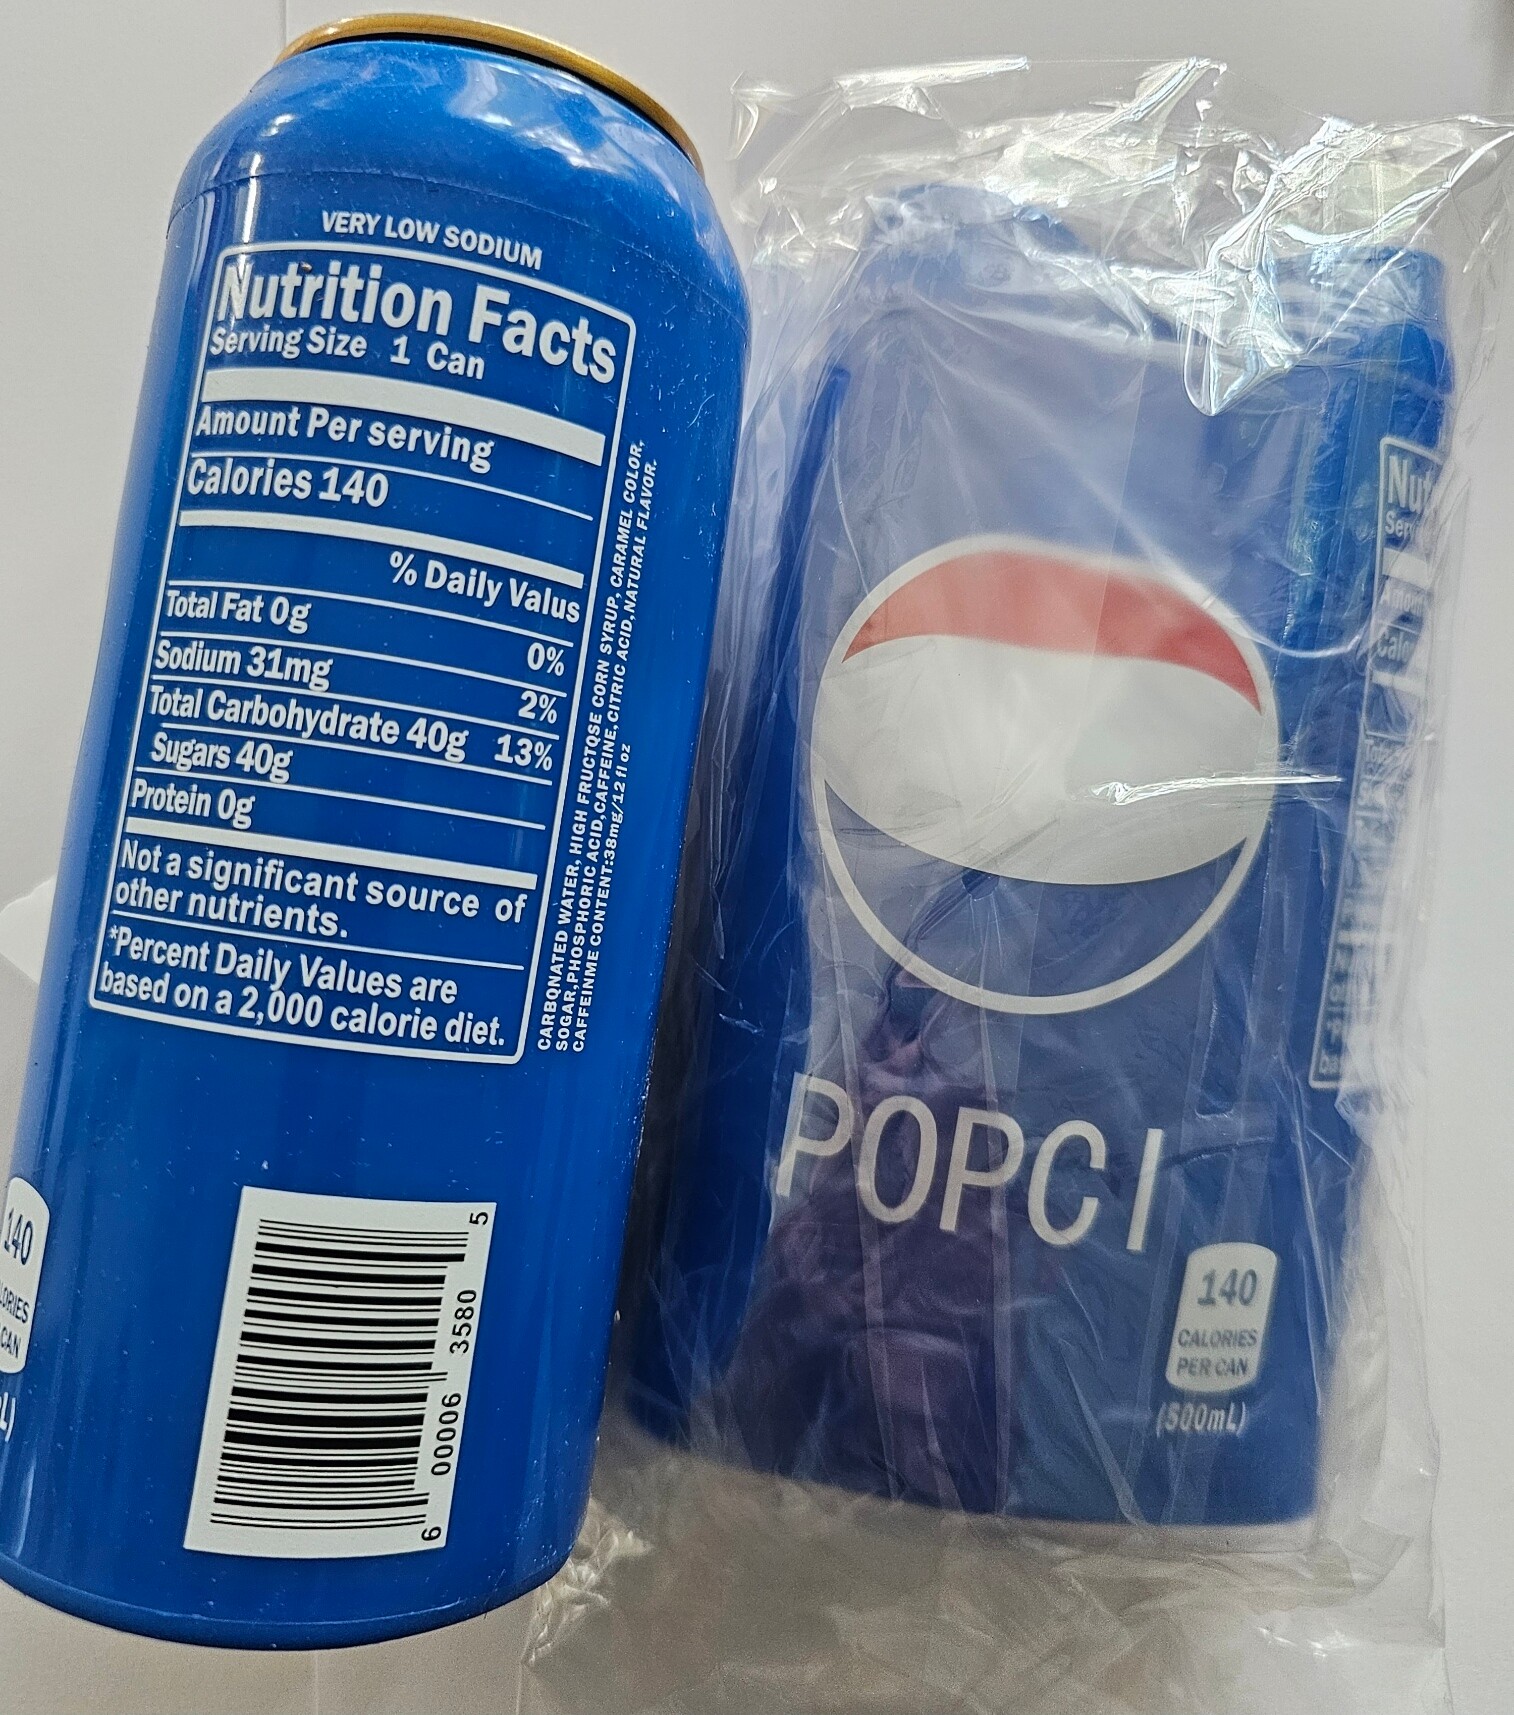 VERY LOW SODIUM
Nutrition Facts
Serving Size 1 Can
Amount Per serving
Calories 140
% Daily Valus
Total Fat 0g 0%
Sodium 31mg 2%
Total Carbohydrate 40g 13%
Sugars 40g
Protein 0g
Not a significant source of
other nutrients.
*Percent Daily Values are
based on a 2,000 calorie diet.
CARBQNATED WATER, HIGH FRUCTQSE CORN SYRUP, CARAMEL COLOR,
SOGAR,PHOSPHORIC ACID,CAFFEINE,CITRIC ACID,NATURAL FLAVOR.
CAFFEINME CONTENT:38mg/12 fl oz
6 00006 3580 5
140
CAN
POPCI
140
CALORIES
PER CAN
(500mL)